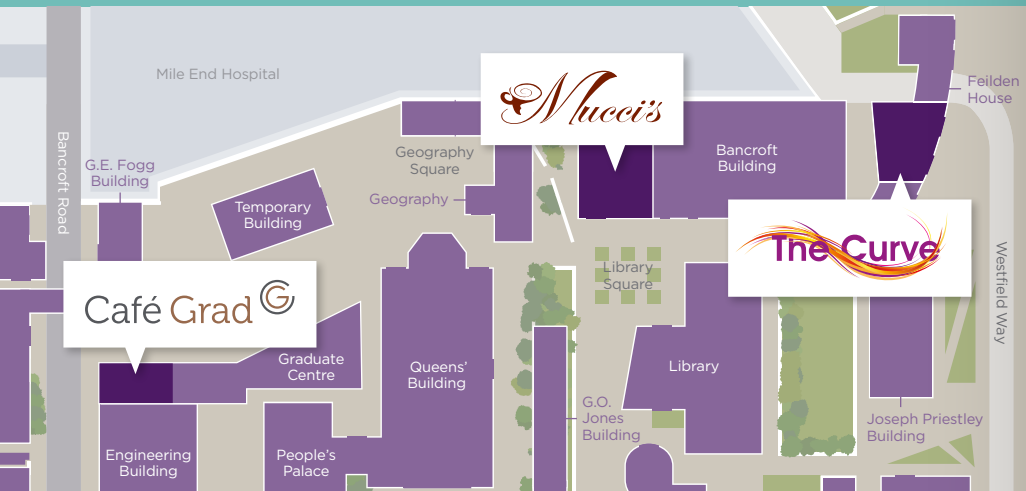 Mile End Hospital
Mucci's
Feilden
House
Bancroft Road
G.E. Fogg
Building
Geography
Square
Bancroft
Building
Temporary
Building
Geography
The Curve
Westfield Way
Library
Square
Café Grad
G
Graduate
Centre
Queens'
Building
Library
G.O.
Jones
Building
Joseph Priestley
Building
Engineering
Building
People's
Palace